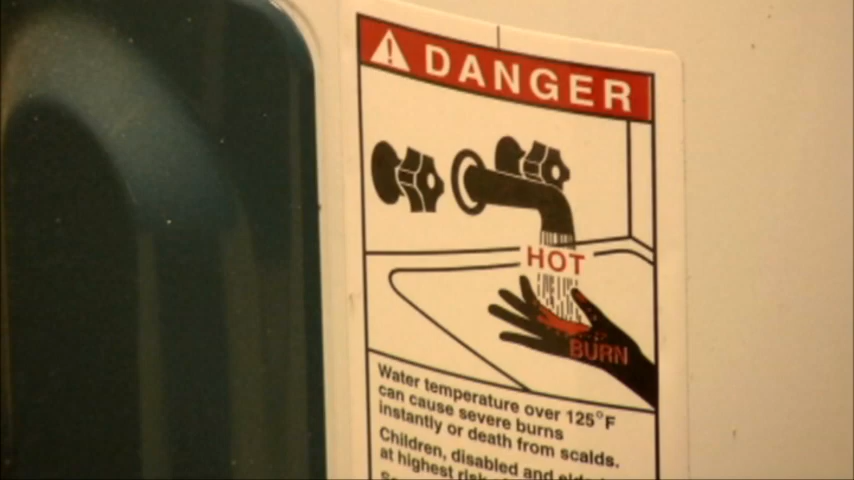 DANGER
HOT
BURN
Water temperature over 125°F
can cause severe burns
instantly or death from scalds.
Children, disabled and
at highest